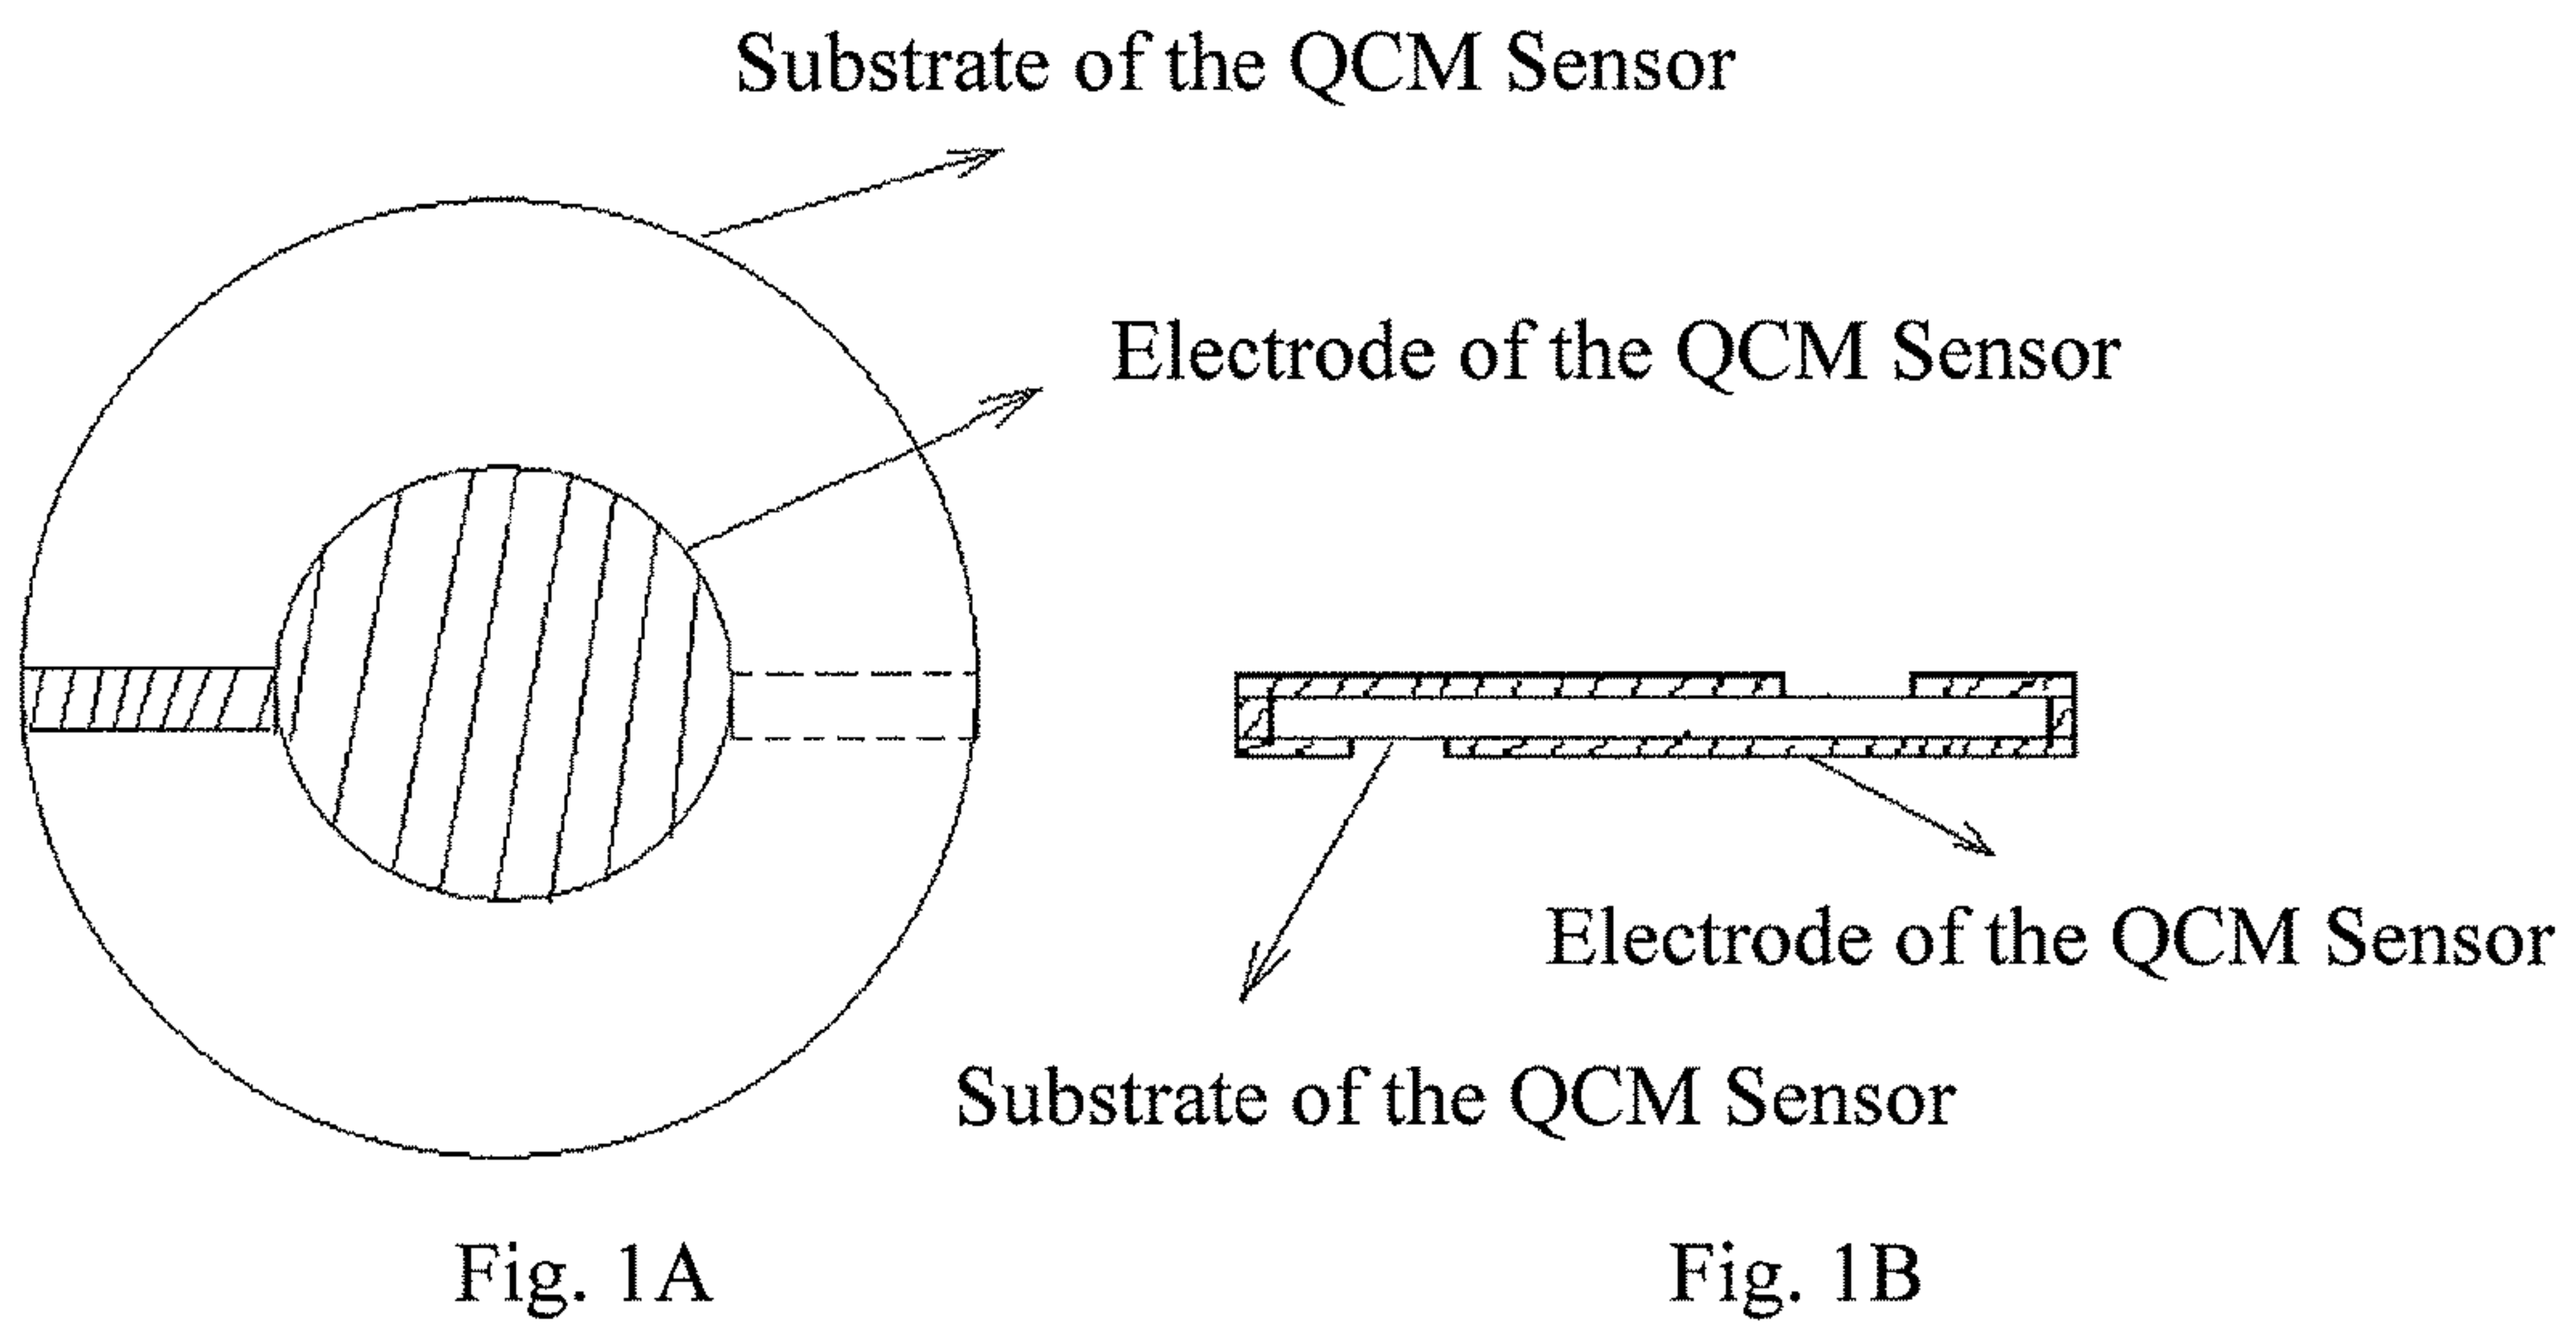 Substrate of the QCM Sensor
Electrode of the QCM Sensor
Electrode of the QCM Sensor
Substrate of the QCM Sensor
Fig. 1A
Fig. 1B